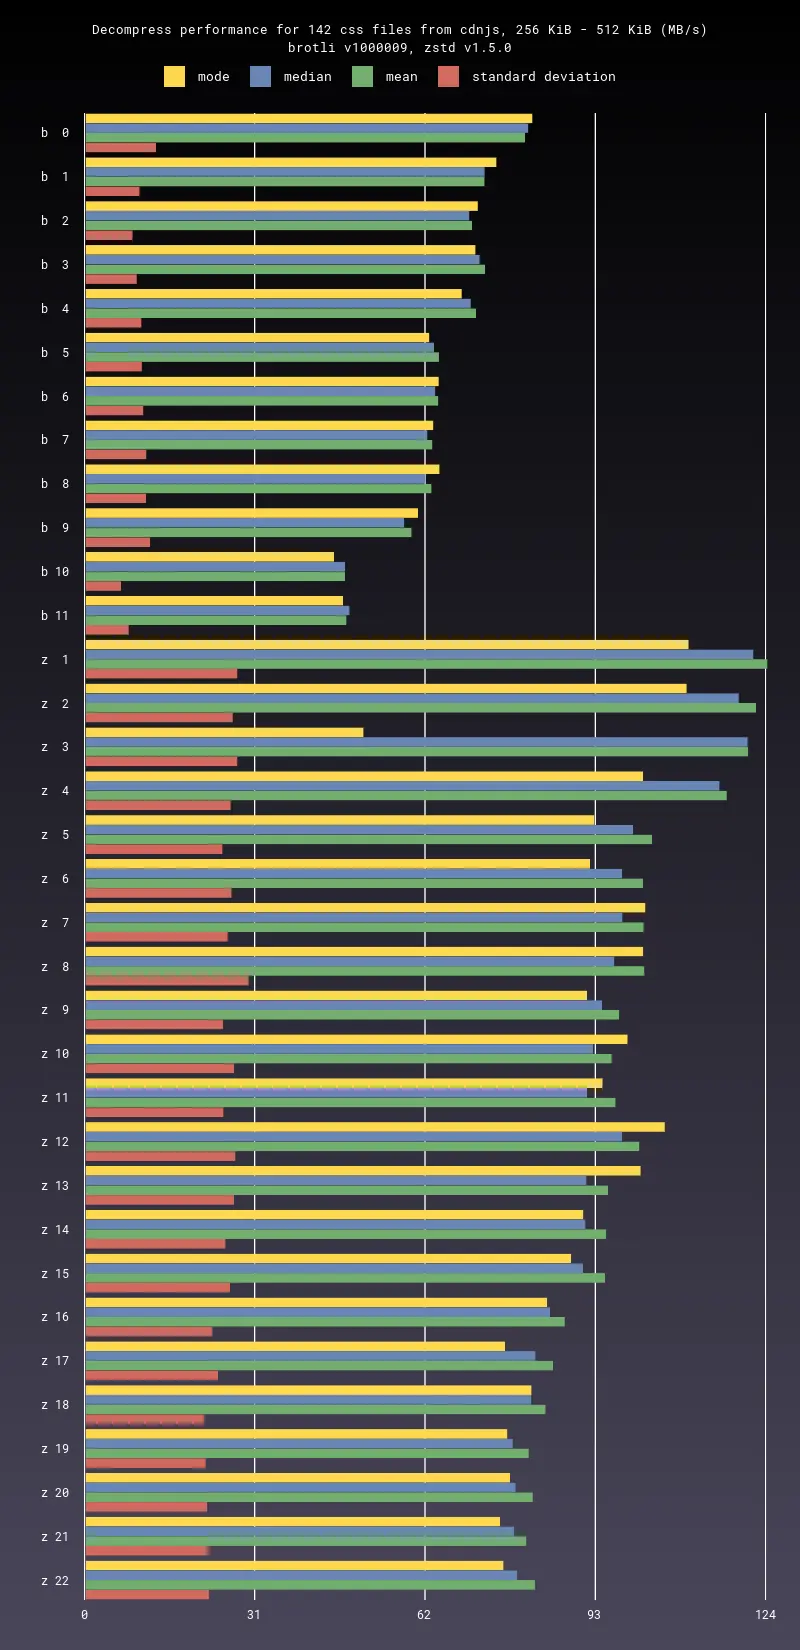 Decompress performance for 142 css files from cdnjs, 256 KiB - 512 KiB (MB/s)
brotli v1000009, zstd v1.5.0
mode median mean standard deviation
b 0
b 1
b 2
b 3
b 4
b 5
b 6
b 7
b 8
b 9
b 10
b 11
z 1
z 2
z 3
z 4
z 5
z 6
z 7
z 8
z 9
z 10
z 11
z 12
z 13
z 14
z 15
z 16
z 17
z 18
z 19
z 20
z 21
z 22
0 31 62 93 124